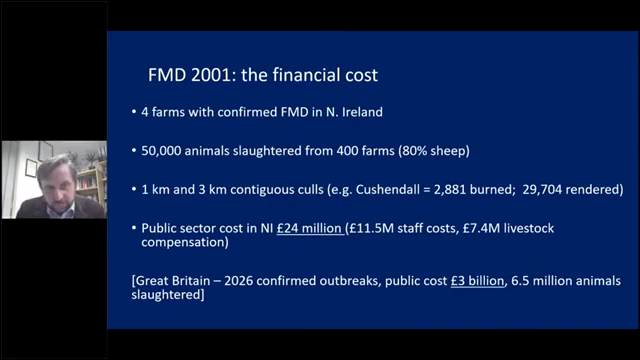 FMD 2001: the financial cost
• 4 farms with confirmed FMD in N. Ireland
• 50,000 animals slaughtered from 400 farms (80% sheep)
• 1 km and 3 km contiguous culls (e.g. Cushendall = 2,881 burned; 29,704 rendered)
• Public sector cost in NI £24 million (£11.5M staff costs, £7.4M livestock
compensation)
[Great Britain – 2026 confirmed outbreaks, public cost £3 billion, 6.5 million animals
slaughtered]